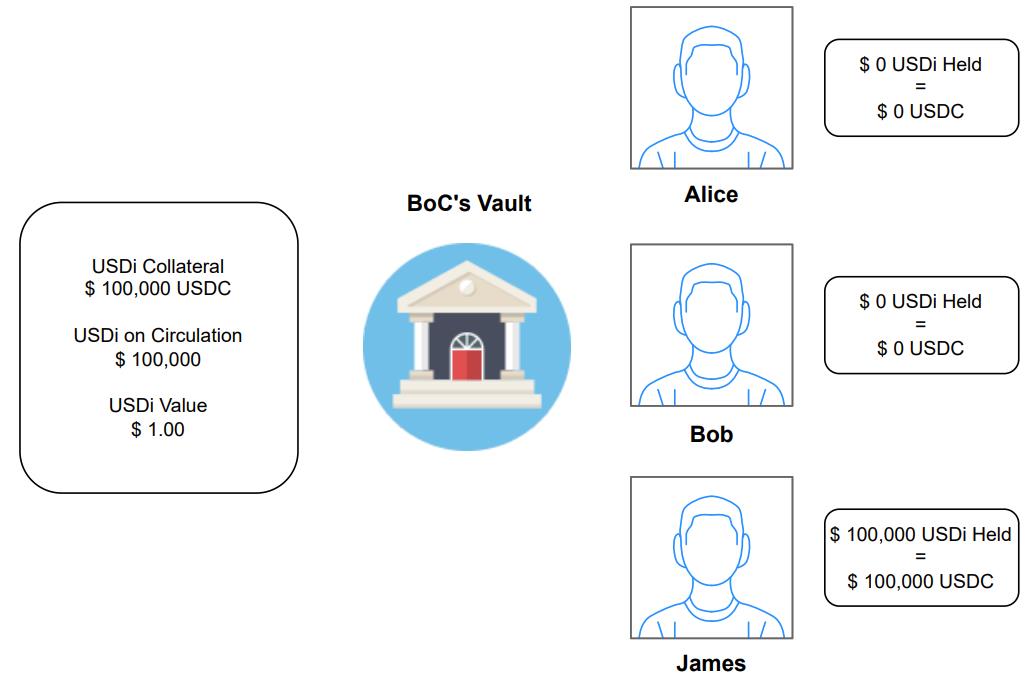 USDi Collateral
$ 100,000 USDC
USDi on Circulation
$ 100,000
USDi Value
$ 1.00
BoC's Vault
$ 0 USDi Held
=
$ 0 USDC
Alice
$ 0 USDi Held
=
$ 0 USDC
Bob
$ 100,000 USDi Held
=
$ 100,000 USDC
James